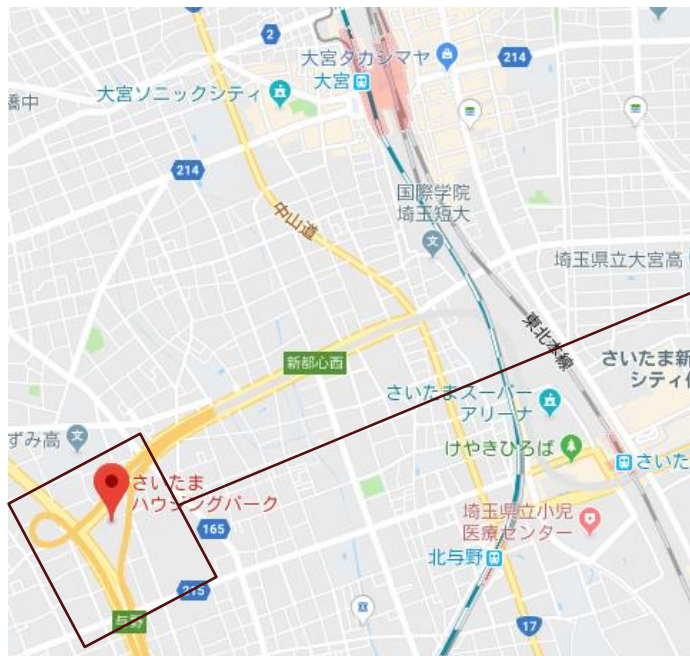 2
大宮タカシマヤ
214
大宮
橋中
大宮ソニックシティ
214
国際学院
埼玉短大
中山道
埼玉県立大宮高
東北本線
新都心西
さいたま新
シティ
さいたまスーパー
アリーナ
ずみ高
けやきひろば
さいた
さいたま
ハウジングパーク
165
埼玉県立小児
医療センター
北与野
215
与野
17